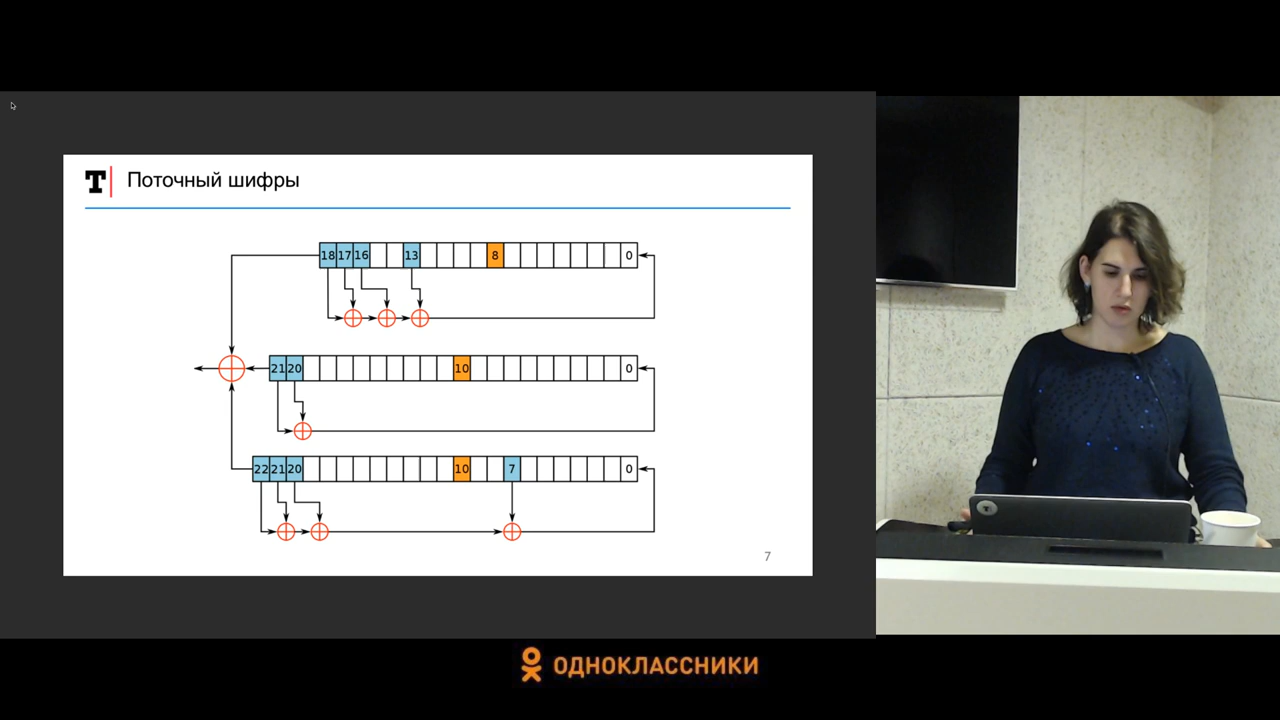 T Поточный шифры
18 17 16 13 8 0
21 20 10 0
22 21 20 10 7 0
7
T
ОДНОКЛАССНИКИ